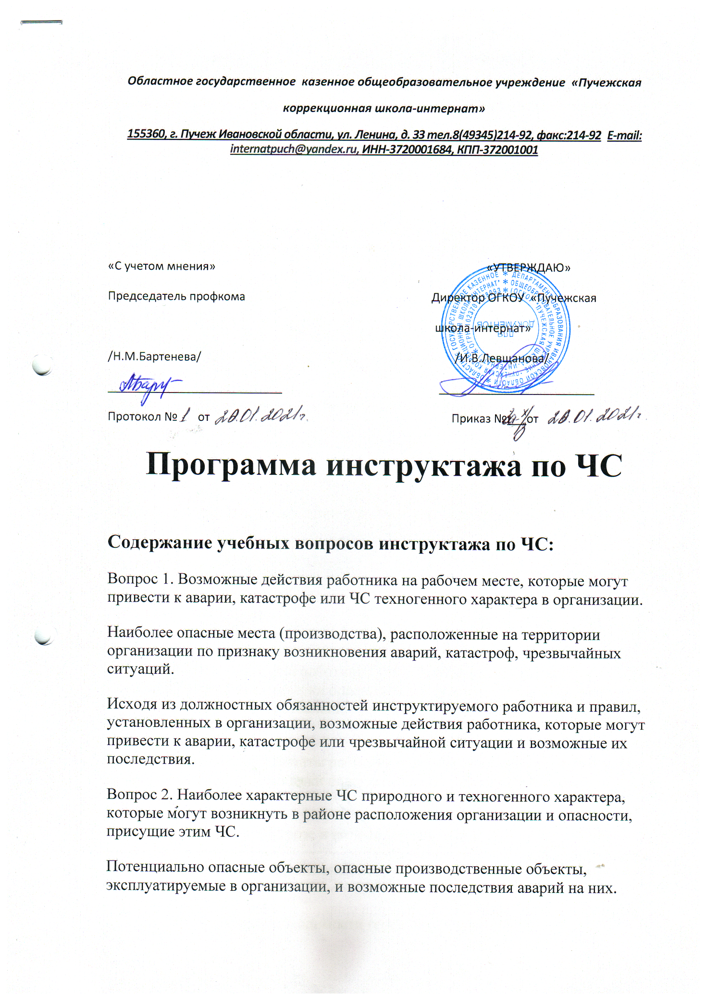 Областное государственное казенное общеобразовательное учреждение «Пучежская
коррекционная школа-интернат»
155360, г. Пучеж Ивановской области, ул. Ленина, д. 33 тел.8(49345)214-92, факс:214-92 E-mail:
internatpuch@yandex.ru, ИНН-3720001684, КПП-372001001
«С учетом мнения» «УТВЕРЖДАЮ»
Председатель профкома Директор ОГКОУ «Пучежская
школа-интернат»
/Н.М.Бартенева/ /И.В.Левщанова/
Протокол № 1 от 28.01.2021г. Приказ № от 28.01.2021г.
ДЛЯ
ДОКУМЕНТОВ
Программа инструктажа по ЧС
Содержание учебных вопросов инструктажа по ЧС:
Вопрос 1. Возможные действия работника на рабочем месте, которые могут
привести к аварии, катастрофе или ЧС техногенного характера в организации.
Наиболее опасные места (производства), расположенные на территории
организации по признаку возникновения аварий, катастроф, чрезвычайных
ситуаций.
Исходя из должностных обязанностей инструктируемого работника и правил,
установленных в организации, возможные действия работника, которые могут
привести к аварии, катастрофе или чрезвычайной ситуации и возможные их
последствия.
Вопрос 2. Наиболее характерные ЧС природного и техногенного характера,
которые могут возникнуть в районе расположения организации и опасности,
присущие этим ЧС.
Потенциально опасные объекты, опасные производственные объекты,
эксплуатируемые в организации, и возможные последствия аварий на них.